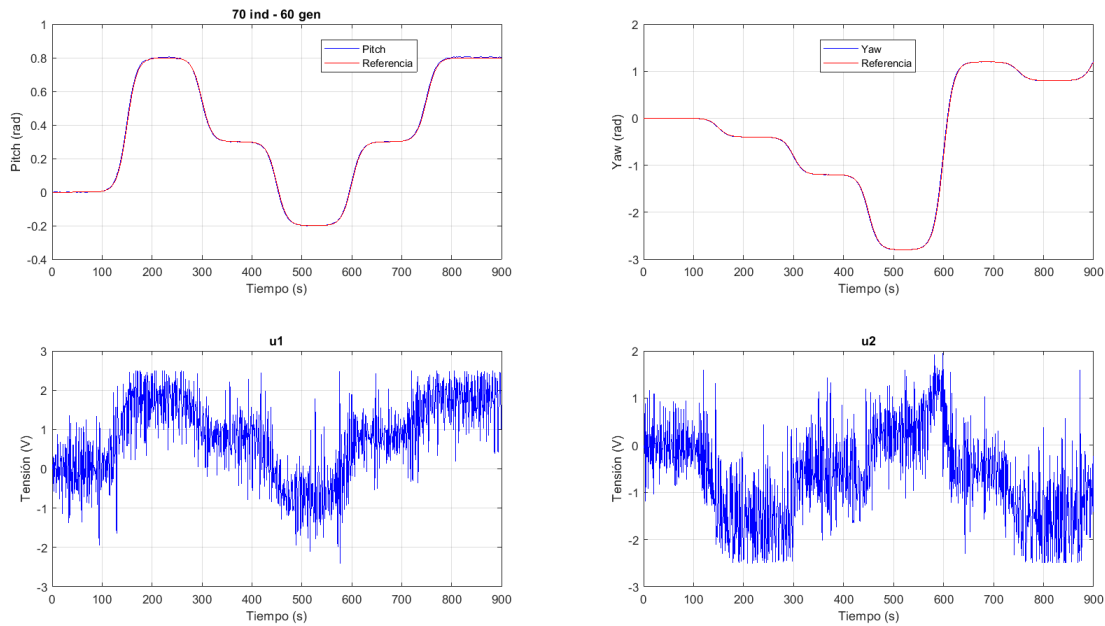 70 ind - 60 gen
Pitch (rad)
1
0.8
0.6
0.4
0.2
0
-0.2
-0.4
Pitch
Referencia
0 100 200 300 400 500 600 700 800 900
Tiempo (s)
Yaw (rad)
2
1
0
-1
-2
-3
Yaw
Referencia
0 100 200 300 400 500 600 700 800 900
Tiempo (s)
u1
Tensión (V)
3
2
1
0
-1
-2
-3
0 100 200 300 400 500 600 700 800 900
Tiempo (s)
u2
Tensión (V)
2
1
0
-1
-2
-3
0 100 200 300 400 500 600 700 800 900
Tiempo (s)